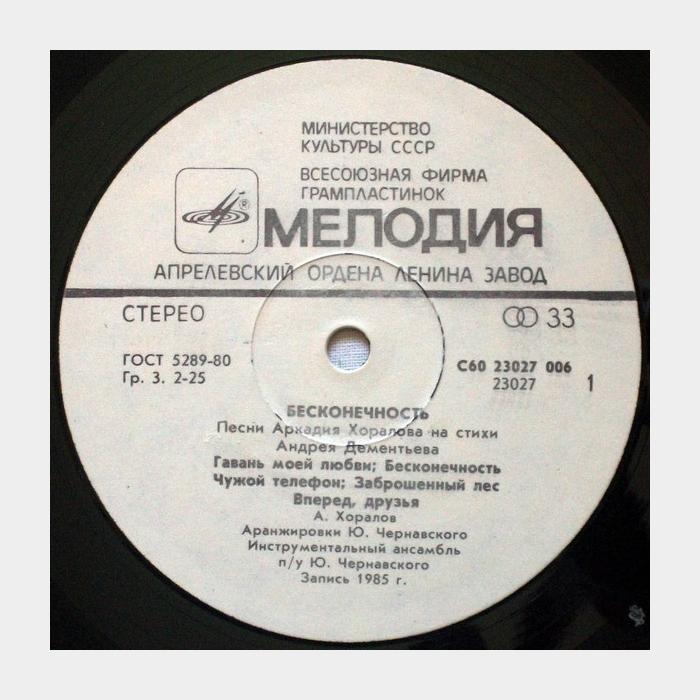 МИНИСТЕРСТВО
КУЛЬТУРЫ СССР
ВСЕСОЮЗНАЯ ФИРМА
ГРАМПЛАСТИНОК
®
МЕЛОДИЯ
АПРЕЛЕВСКИЙ ОРДЕНА ЛЕНИНА ЗАВОД
СТЕРЕО
33
ГОСТ 5289-80
Гр. 3. 2-25
С60 23027 006
23027 1
БЕСКОНЕЧНОСТЬ
Песни Аркадия Хоралова на стихи
Андрея Дементьева
Гавань моей любви; Бесконечность
Чужой телефон; Заброшенный лес
Вперед, друзья
А. Хоралов
Аранжировки Ю. Чернавского
Инструментальный ансамбль
п/у Ю. Чернавского
Запись 1985 г.